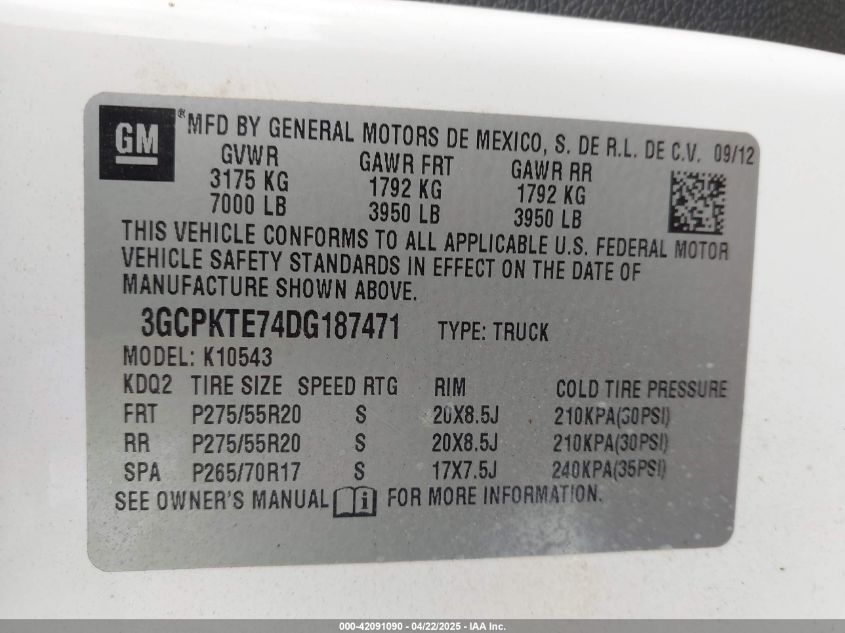 GM
® MFD BY GENERAL MOTORS DE MEXICO, S. DE R.L. DE C.V. 09/12
GVWR GAWR FRT GAWR RR
3175 KG 1792 KG 1792 KG
7000 LB 3950 LB 3950 LB
THIS VEHICLE CONFORMS TO ALL APPLICABLE U.S. FEDERAL MOTOR
VEHICLE SAFETY STANDARDS IN EFFECT ON THE DATE OF
MANUFACTURE SHOWN ABOVE.
3GCPKTE74DG187471 TYPE: TRUCK
MODEL: K10543
KDQ2 TIRE SIZE SPEED RTG RIM COLD TIRE PRESSURE
FRT P275/55R20 S 20X8.5J 210KPA(30PSI)
RR P275/55R20 S 20X8.5J 210KPA(30PSI)
SPA P265/70R17 S 17X7.5J 240KPA(35PSI)
SEE OWNER'S MANUAL i FOR MORE INFORMATION.
000-42091090 - 04/22/2025 - IAA Inc.